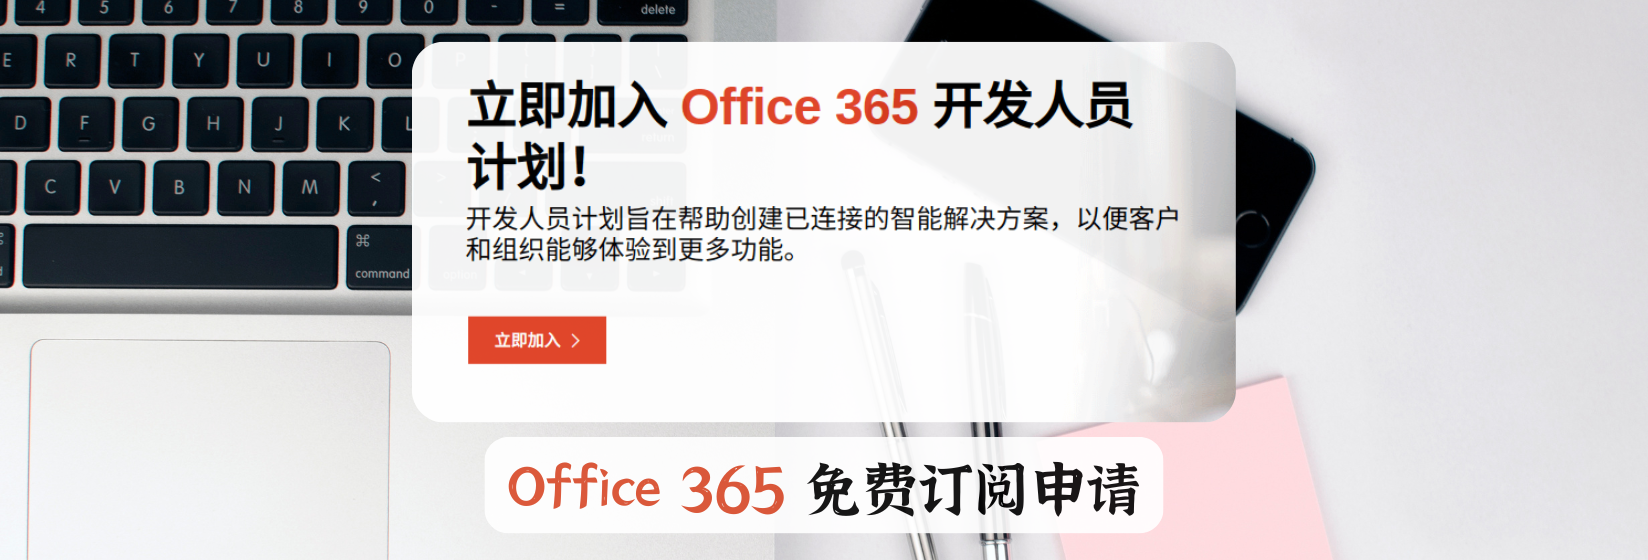 4 5 6 7 8 9 0 - = delete
E R T Y U I O P
D F G H J K L
return
C V B N M < ,
⌘ command option
立即加入 Office 365 开发人员
计划！
开发人员计划旨在帮助创建已连接的智能解决方案，以便客户
和组织能够体验到更多功能。
立即加入 >
Office 365 免费订阅申请